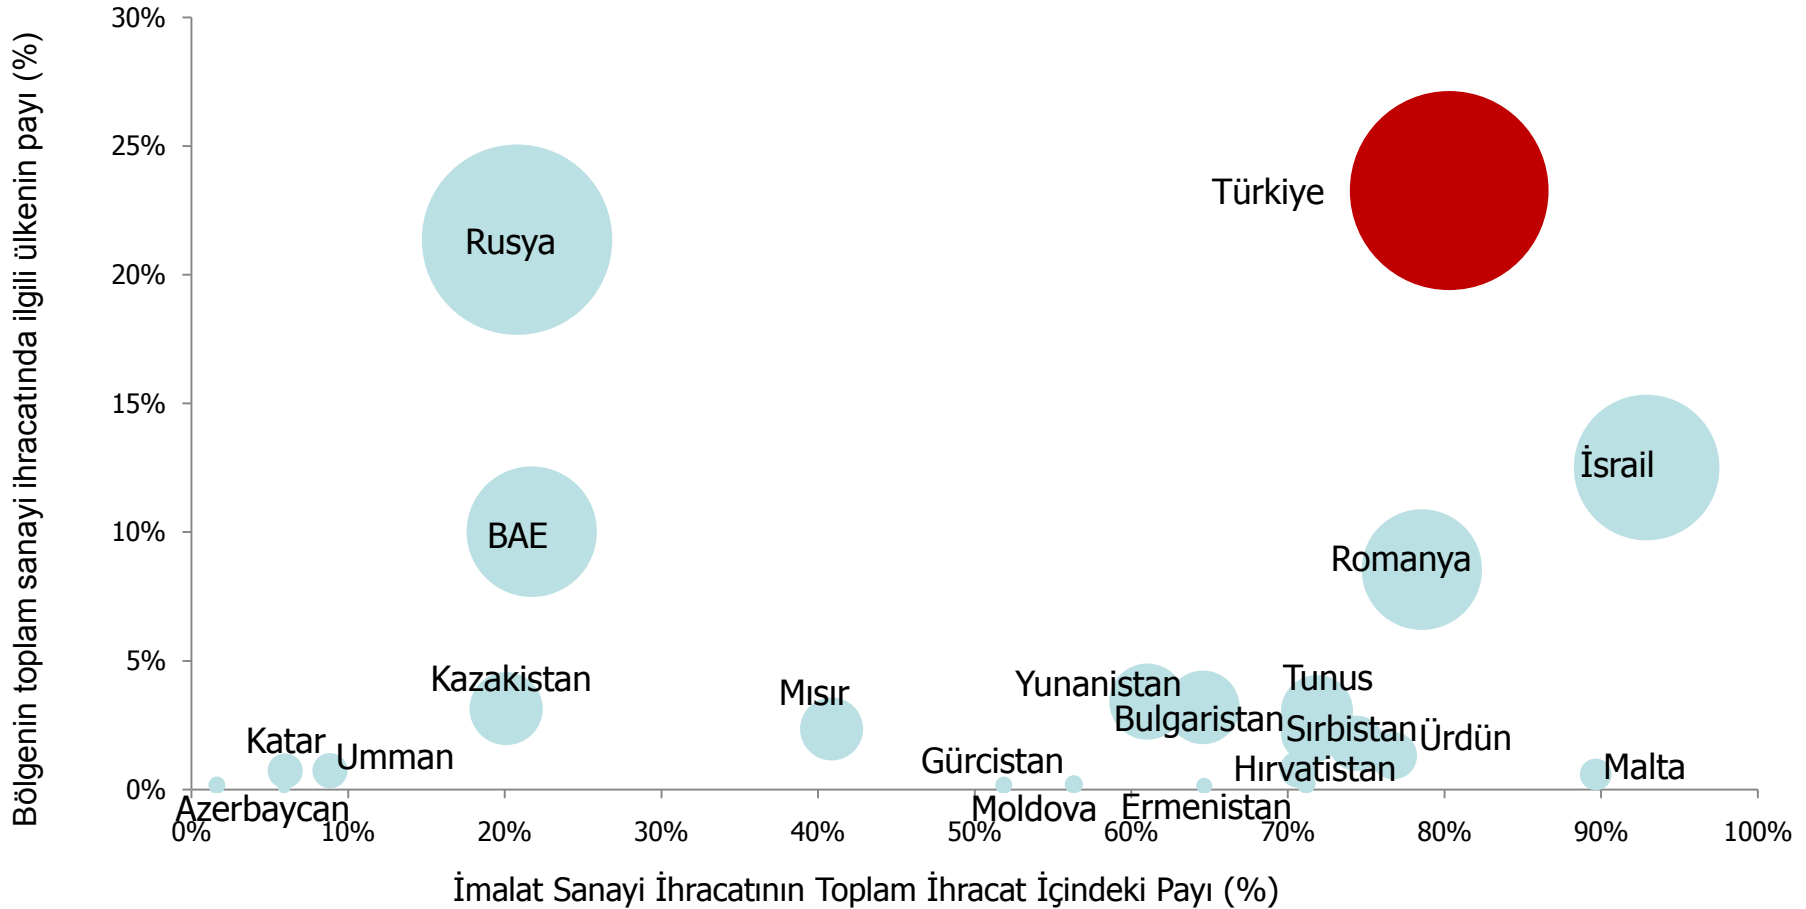 Bölgenin toplam sanayi ihracatında ilgili ülkenin payı (%)
30%
25%
20%
15%
10%
5%
0%
Türkiye
Rusya
İsrail
BAE
Romanya
Kazakistan
Mısır
Yunanistan
Tunus
Bulgaristan
Sırbistan
Ürdün
Katar
Umman
Gürcistan
Hırvatistan
Malta
Azerbaycan
Moldova
Ermenistan
0%
10%
20%
30%
40%
50%
60%
70%
80%
90%
100%
İmalat Sanayi İhracatının Toplam İhracat İçindeki Payı (%)